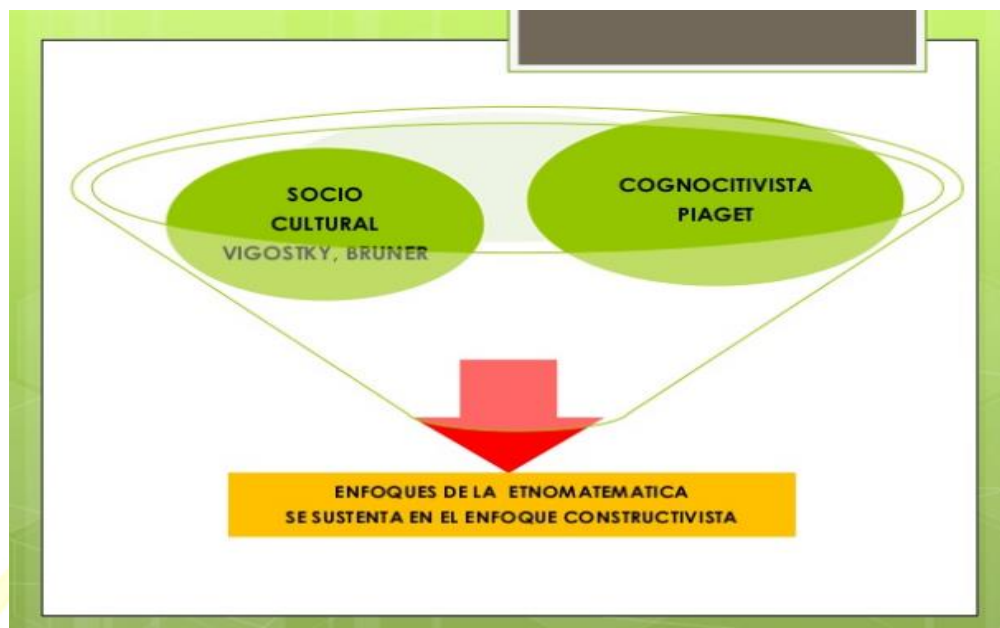 SOCIO
CULTURAL
VIGOSTKY, BRUNER
COGNOCITIVISTA
PIAGET
ENFOQUES DE LA ETNOMATEMATICA
SE SUSTENTA EN EL ENFOQUE CONSTRUCTIVISTA